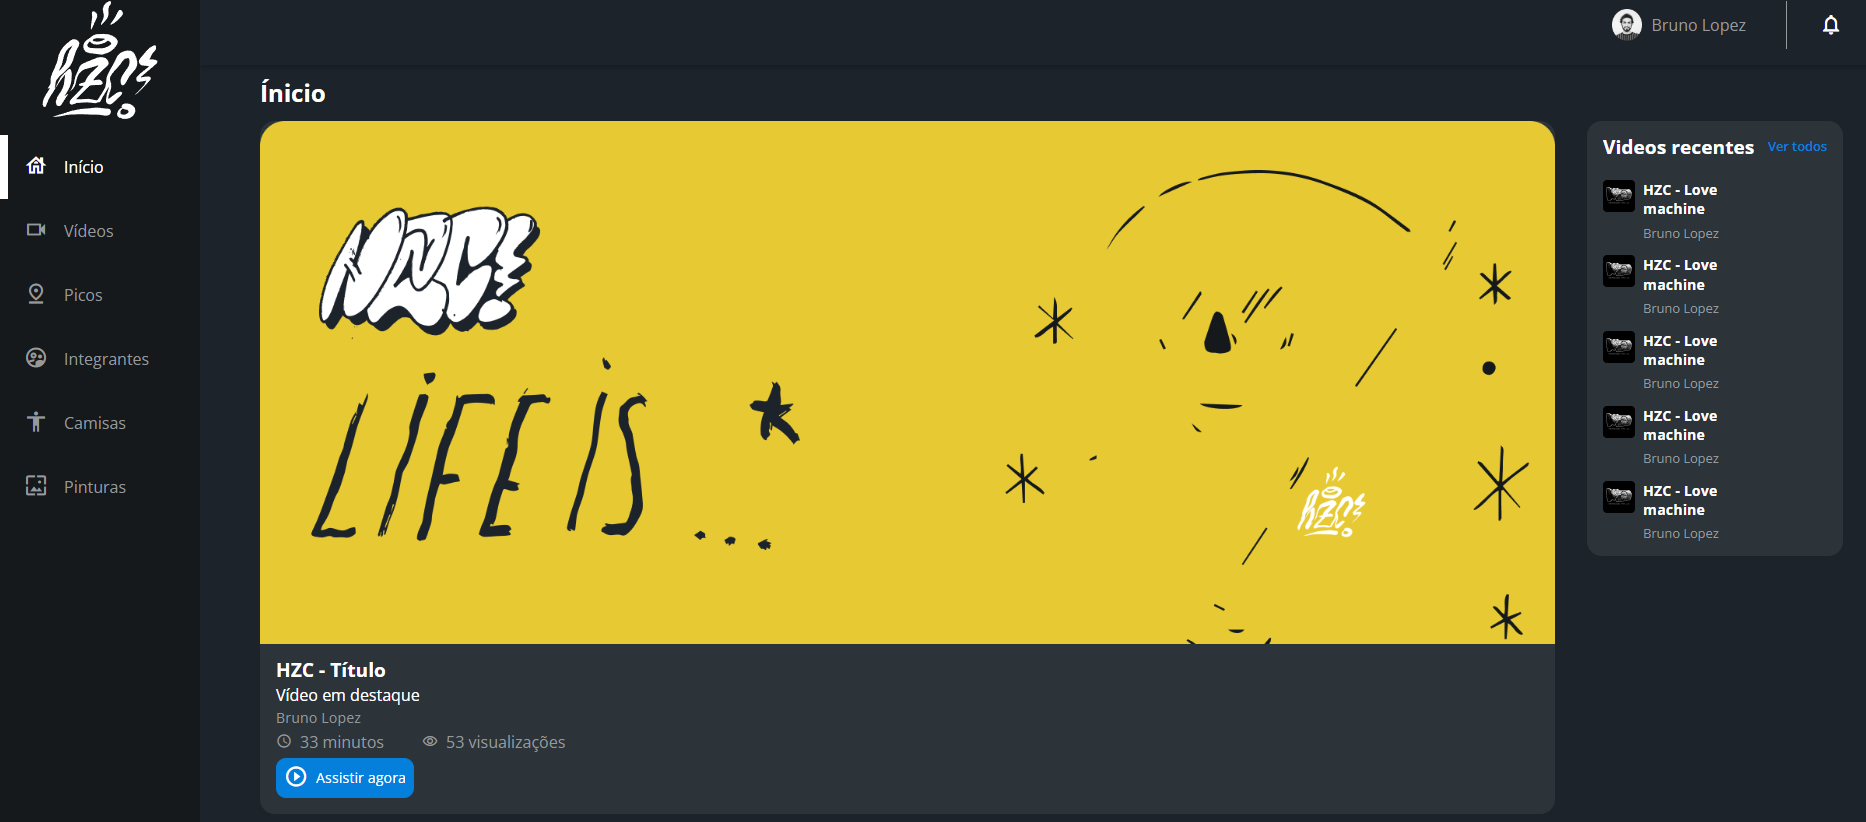 HZC
Bruno Lopez
Início
Vídeos
Picos
Integrantes
Camisas
Pinturas
Ínicio
HZC
LIFE IS ...
HZC
HZC - Título
Vídeo em destaque
Bruno Lopez
33 minutos
53 visualizações
Assistir agora
Videos recentes
Ver todos
HZC - Love
machine
Bruno Lopez
HZC - Love
machine
Bruno Lopez
HZC - Love
machine
Bruno Lopez
HZC - Love
machine
Bruno Lopez
HZC - Love
machine
Bruno Lopez